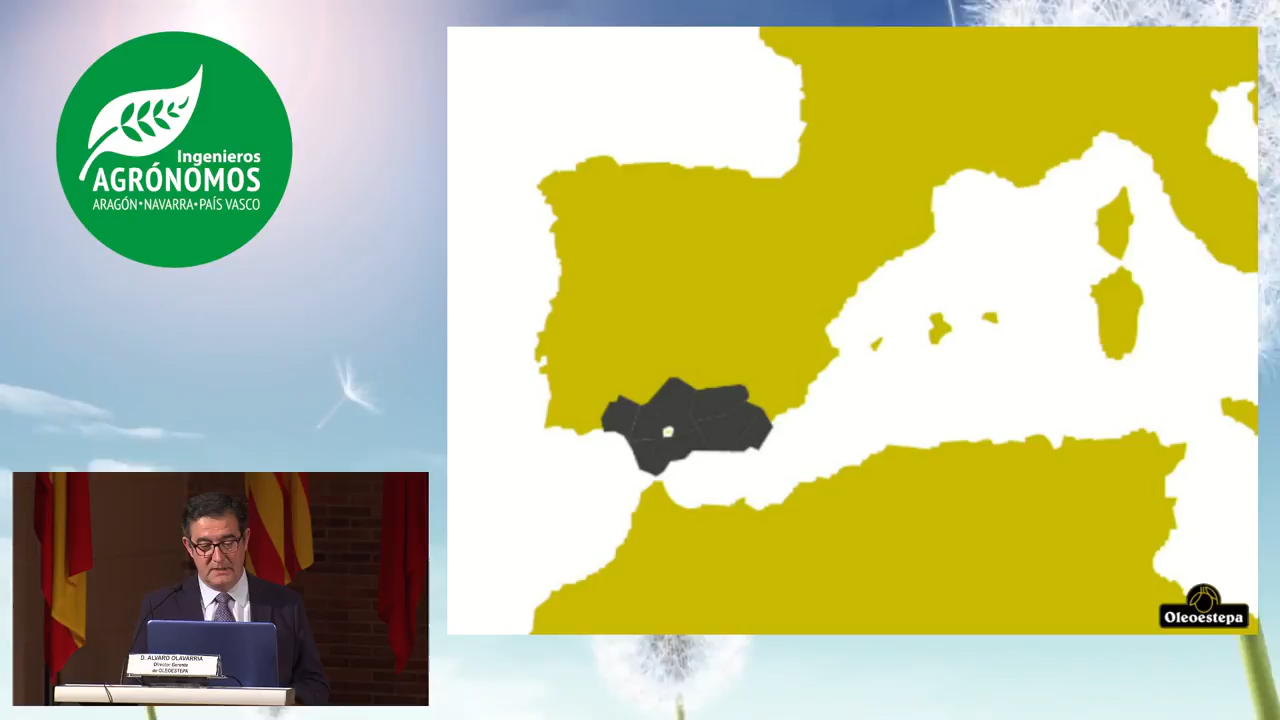 Ingenieros
AGRÓNOMOS
ARAGÓN•NAVARRA•PAÍS VASCO
D. ALVARO OLAVARRIA
Director Gerente
de OLEOESTEPA
Oleoestepa